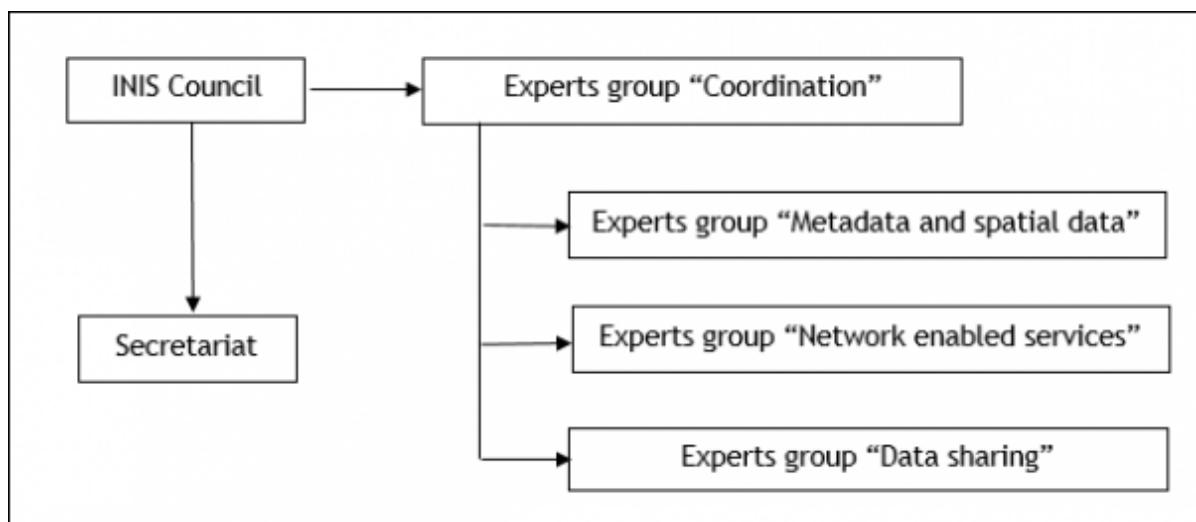 INIS Council
Experts group “Coordination”
Experts group “Metadata and spatial data”
Experts group “Network enabled services”
Secretariat
Experts group “Data sharing”